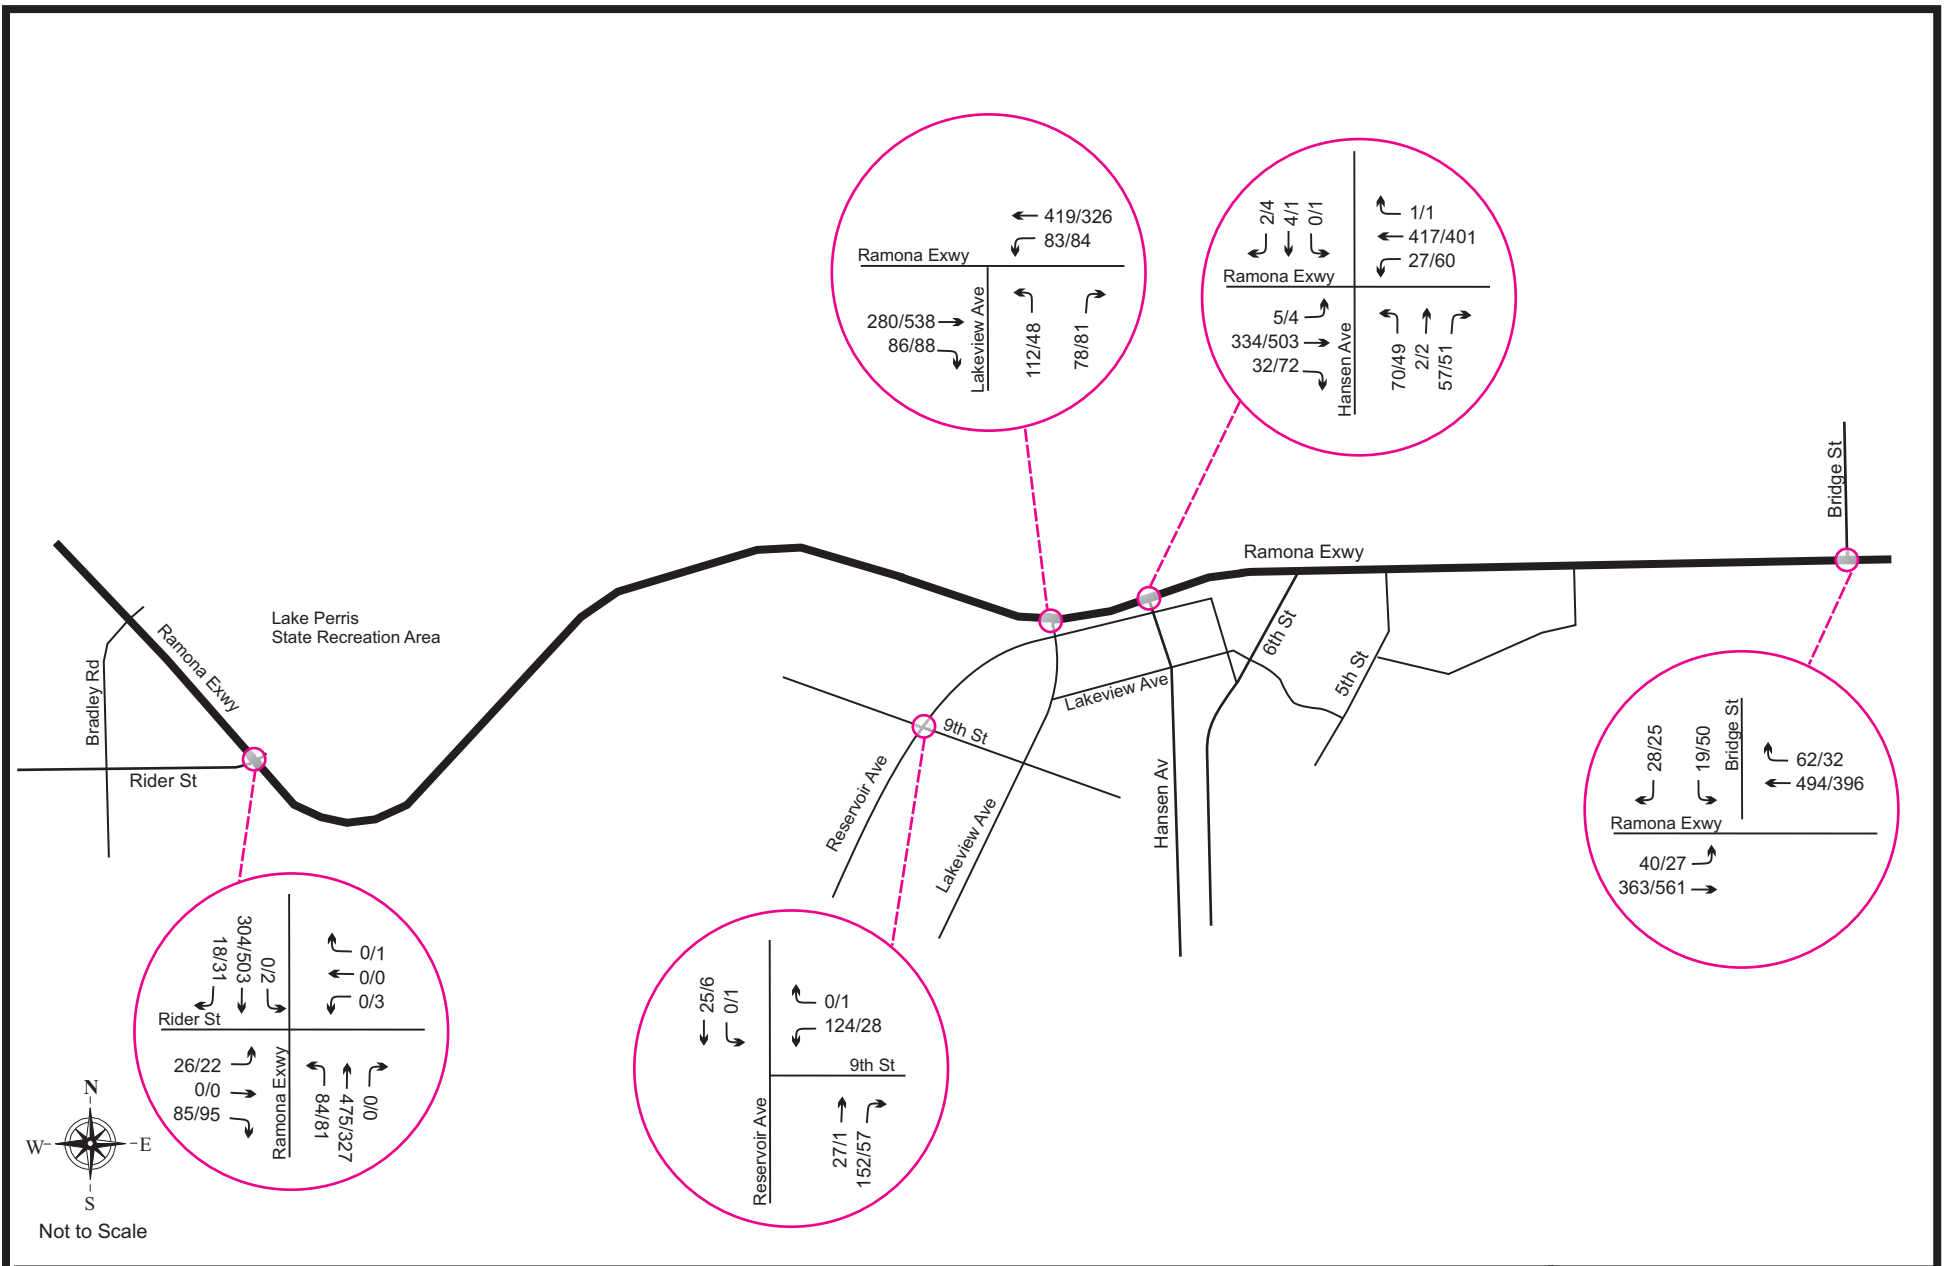 419/326
83/84
Ramona Exwy
280/538
86/88
Lakeview Ave
112/48
78/81
2/4
4/1
0/1
1/1
417/401
27/60
Ramona Exwy
5/4
334/503
32/72
Hansen Ave
70/49
2/2
57/51
Bridge St
Ramona Exwy
Lake Perris
State Recreation Area
Ramona Exwy
Bradley Rd
Rider St
6th St
5th St
Lakeview Ave
9th St
Reservoir Ave
Lakeview Ave
Hansen Av
28/25
19/50
Bridge St
62/32
494/396
Ramona Exwy
40/27
363/561
18/31
304/503
0/2
0/1
0/0
0/3
Rider St
26/22
0/0
85/95
Ramona Exwy
84/81
475/327
0/0
25/6
0/1
0/1
124/28
9th St
Reservoir Ave
27/1
152/57
N
W
E
S
Not to Scale